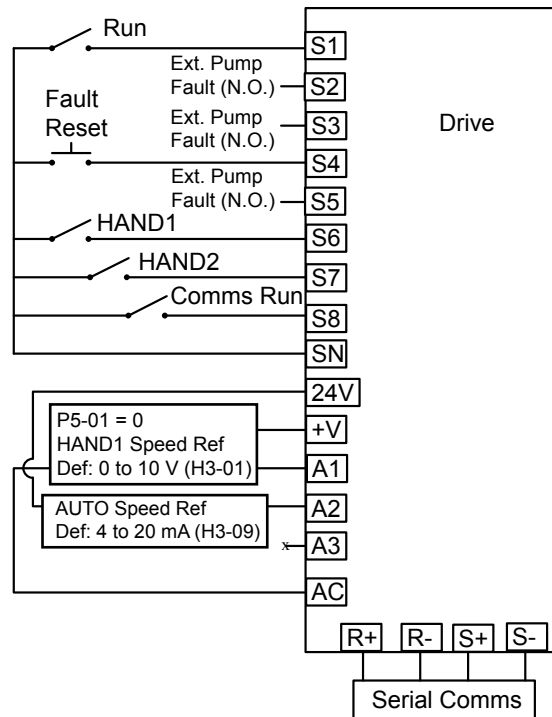 Run
S1
Ext. Pump
Fault (N.O.)
S2
Ext. Pump
Fault (N.O.)
S3
Drive
Fault
Reset
S4
Ext. Pump
Fault (N.O.)
S5
HAND1
S6
HAND2
S7
Comms Run
S8
SN
24V
P5-01 = 0
HAND1 Speed Ref
Def: 0 to 10 V (H3-01)
+V
A1
AUTO Speed Ref
Def: 4 to 20 mA (H3-09)
A2
x
A3
AC
R+ R- S+ S-
Serial Comms